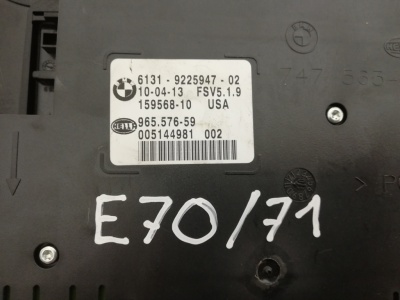 6131 - 9225947 - 02
10-04-13 FSV5.1.9
159568-10 USA
HELLA
965.576-59
005144981 002
E70/71